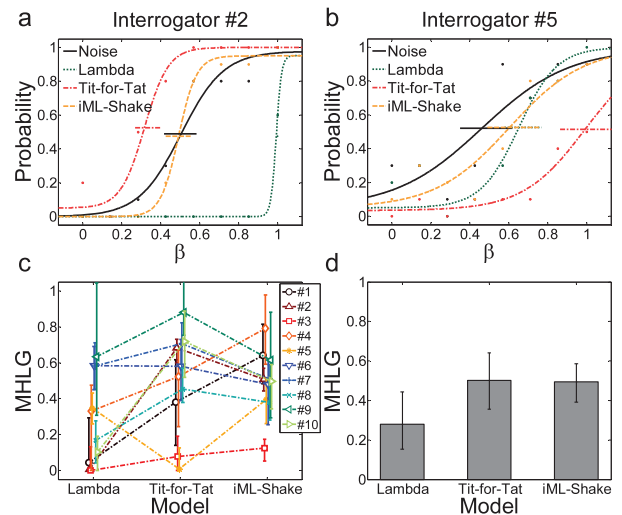 a Interrogator #2
Probability
1
0.8
0.6
0.4
0.2
0
Noise
Lambda
Tit-for-Tat
iML-Shake
0.2 0.4 0.6 0.8 1
β
b Interrogator #5
Probability
1
0.8
0.6
0.4
0.2
0
Noise
Lambda
Tit-for-Tat
iML-Shake
0.2 0.4 0.6 0.8 1
β
c
MHLG
1
0.8
0.6
0.4
0.2
0
#1
#2
#3
#4
#5
#6
#7
#8
#9
#10
Lambda Tit-for-Tat iML-Shake
Model
d
MHLG
1
0.8
0.6
0.4
0.2
0
Lambda Tit-for-Tat iML-Shake
Model